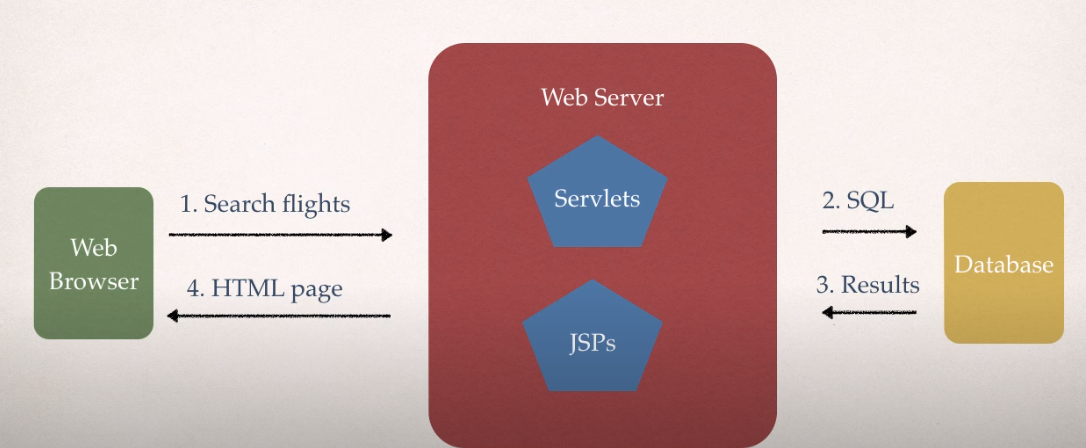 Web Server
Servlets
1. Search flights
2. SQL
Web
Browser
Database
4. HTML page
3. Results
JSPs